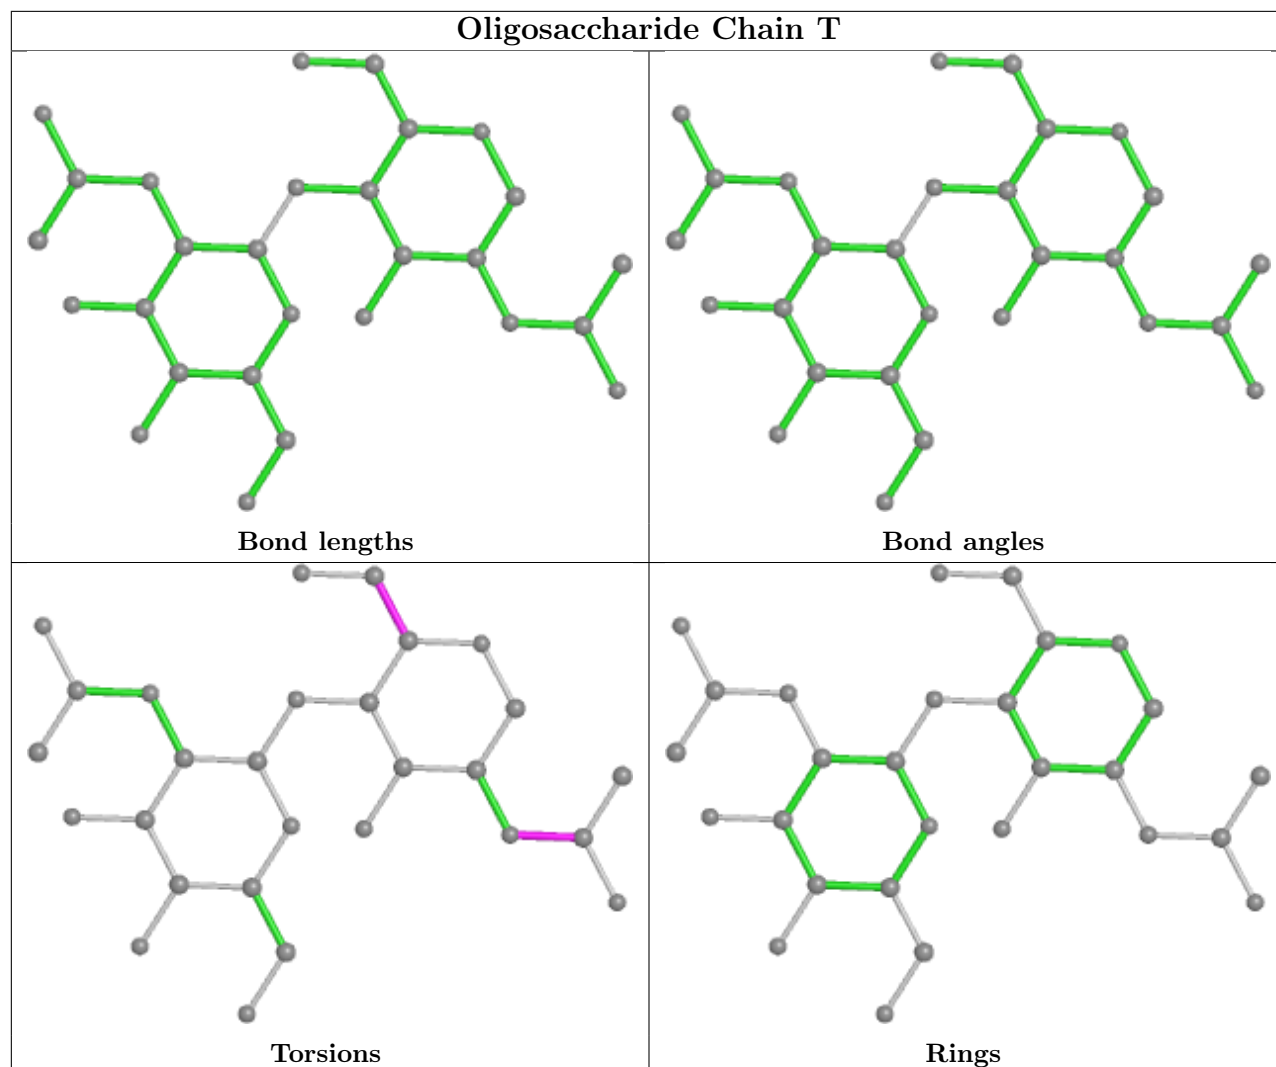 Oligosaccharide Chain T
Bond lengths
Bond angles
Torsions
Rings